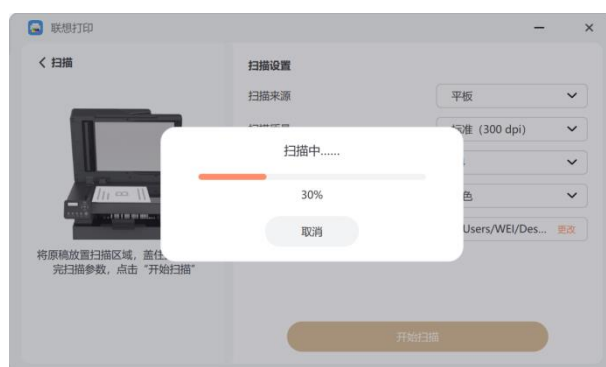 联想打印
扫描
扫描设置
扫描来源
平板
标准 (300 dpi)
扫描中......
30%
取消
色
Users/WEI/Des... 更改
将原稿放置扫描区域，盖住
完扫描参数，点击“开始扫描”
开始扫描